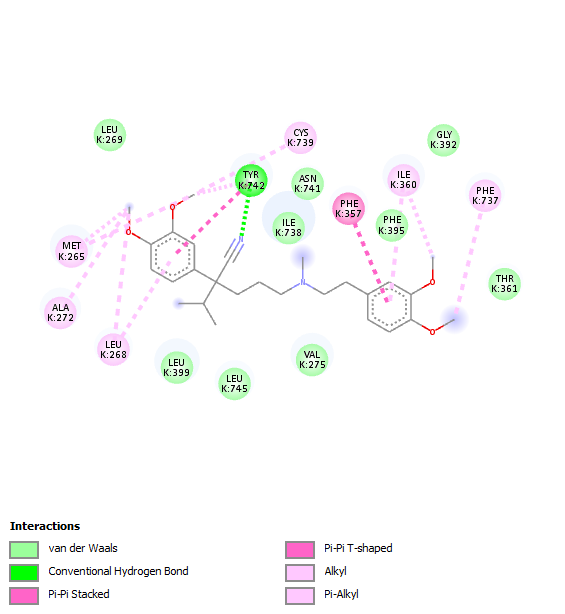 LEU
K:269
CYS
K:739
GLY
K:392
TYR
K:742
ASN
K:741
ILE
K:360
PHE
K:737
PHE
K:357
ILE
K:738
PHE
K:395
MET
K:265
O
O
N
N
O
O
THR
K:361
ALA
K:272
LEU
K:268
LEU
K:399
VAL
K:275
LEU
K:745
Interactions
van der Waals
Conventional Hydrogen Bond
Pi-Pi Stacked
Pi-Pi T-shaped
Alkyl
Pi-Alkyl